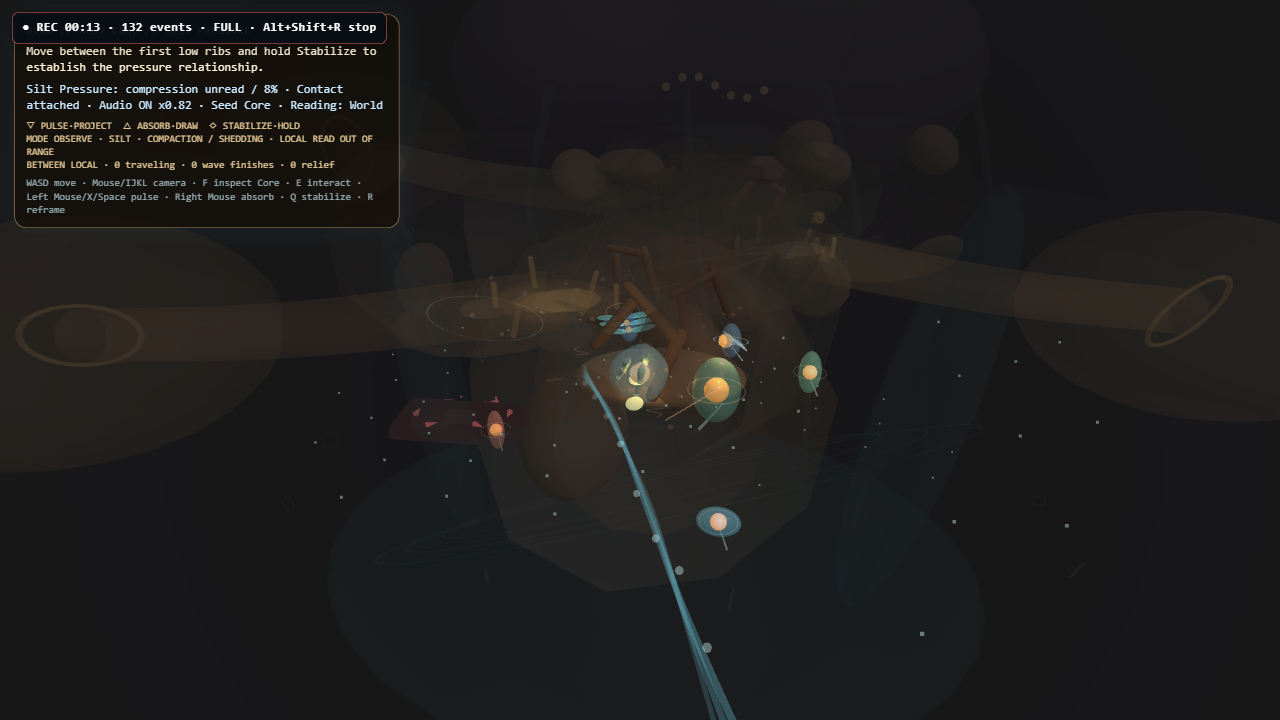 ● REC 00:13 · 132 events · FULL · Alt+Shift+R stop
Move between the first low ribs and hold Stabilize to
establish the pressure relationship.
Silt Pressure: compression unread / 8% · Contact
attached · Audio ON x0.82 · Seed Core · Reading: World
▽ PULSE·PROJECT △ ABSORB·DRAW ◇ STABILIZE·HOLD
MODE OBSERVE · SILT · COMPACTION / SHEDDING · LOCAL READ OUT OF
RANGE
BETWEEN LOCAL · 0 traveling · 0 wave finishes · 0 relief
WASD move · Mouse/IJKL camera · F inspect Core · E interact ·
Left Mouse/X/Space pulse · Right Mouse absorb · Q stabilize · R
reframe